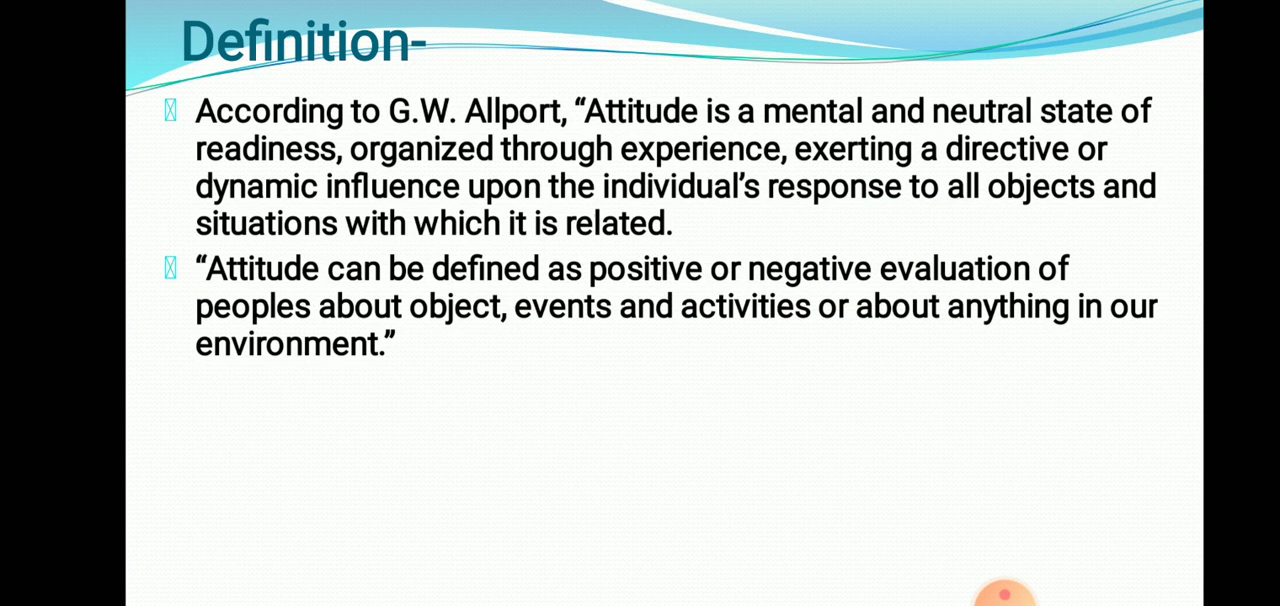 Definition-
According to G.W. Allport, “Attitude is a mental and neutral state of
readiness, organized through experience, exerting a directive or
dynamic influence upon the individual’s response to all objects and
situations with which it is related.
“Attitude can be defined as positive or negative evaluation of
peoples about object, events and activities or about anything in our
environment.”